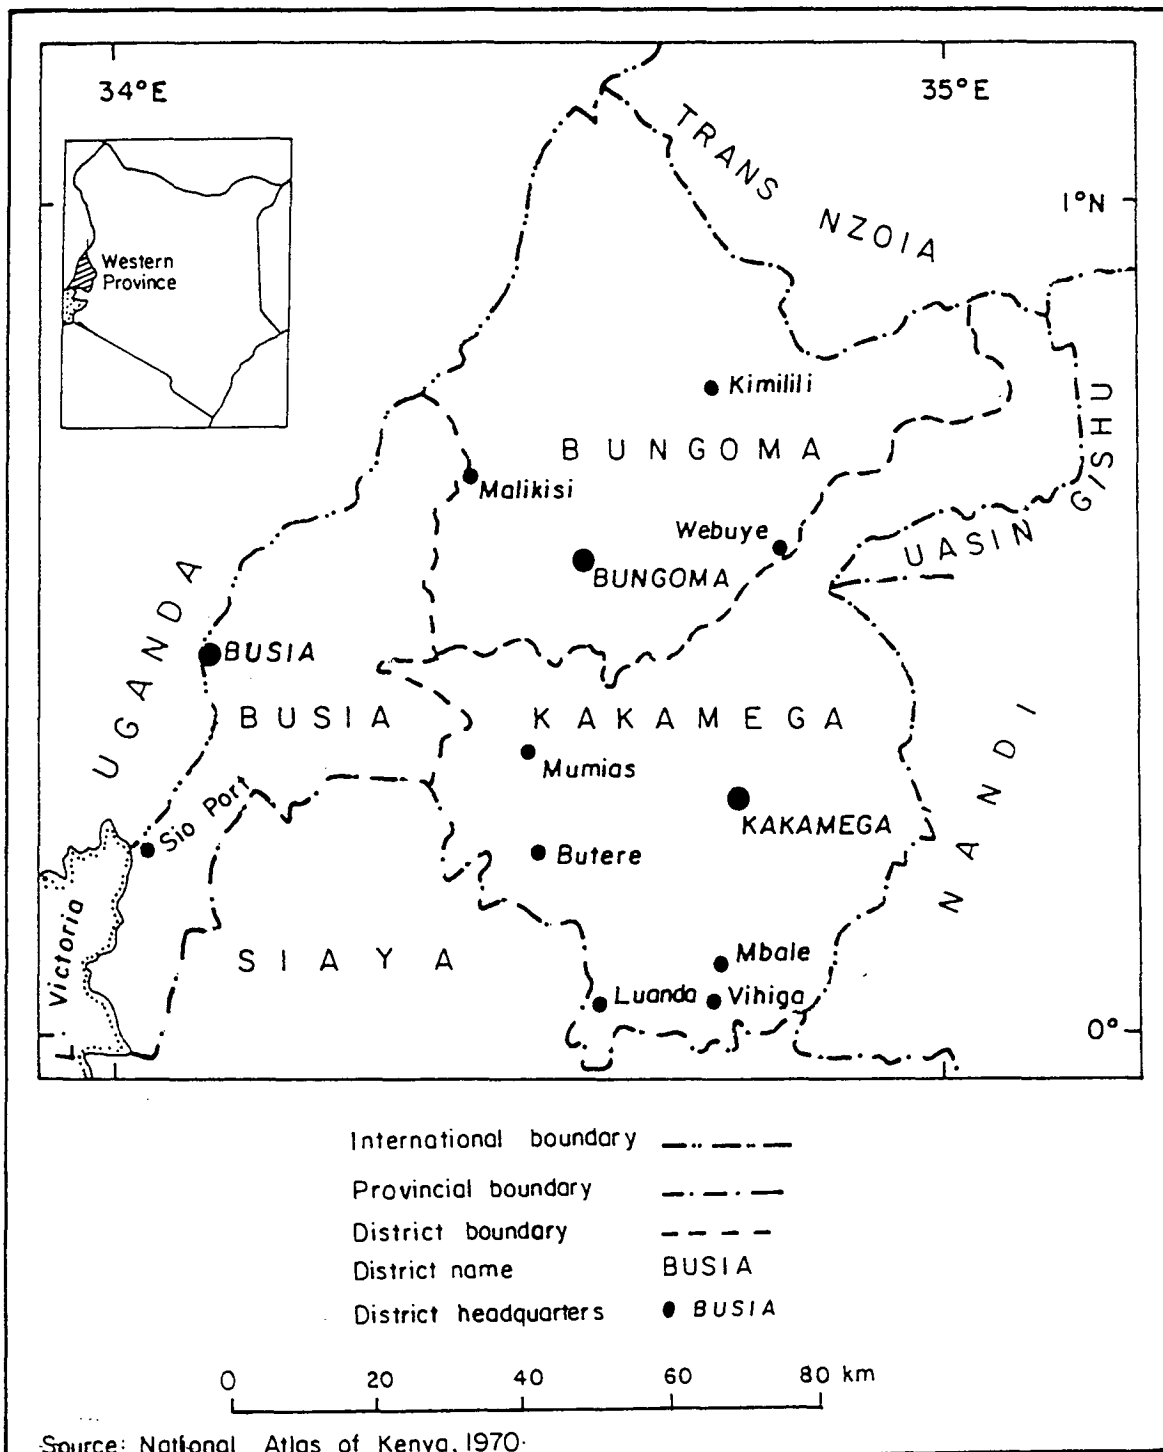 34°E
35°E
TRANS NZOIA
1°N
Western
Province
Kimilili
BUNGOMA
GISHU
Malikisi
Webuye
UASIN
BUNGOMA
UGANDA
BUSIA
BUSIA
KAKAMEGA
NANDI
Mumias
Sio Port
KAKAMEGA
Butere
Victoria
SIAYA
Mbale
Luanda
Vihiga
L.
0°
International boundary
Provincial boundary
District boundary
District name BUSIA
District headquarters BUSIA
0 20 40 60 80 km
Source: National Atlas of Kenya, 1970.